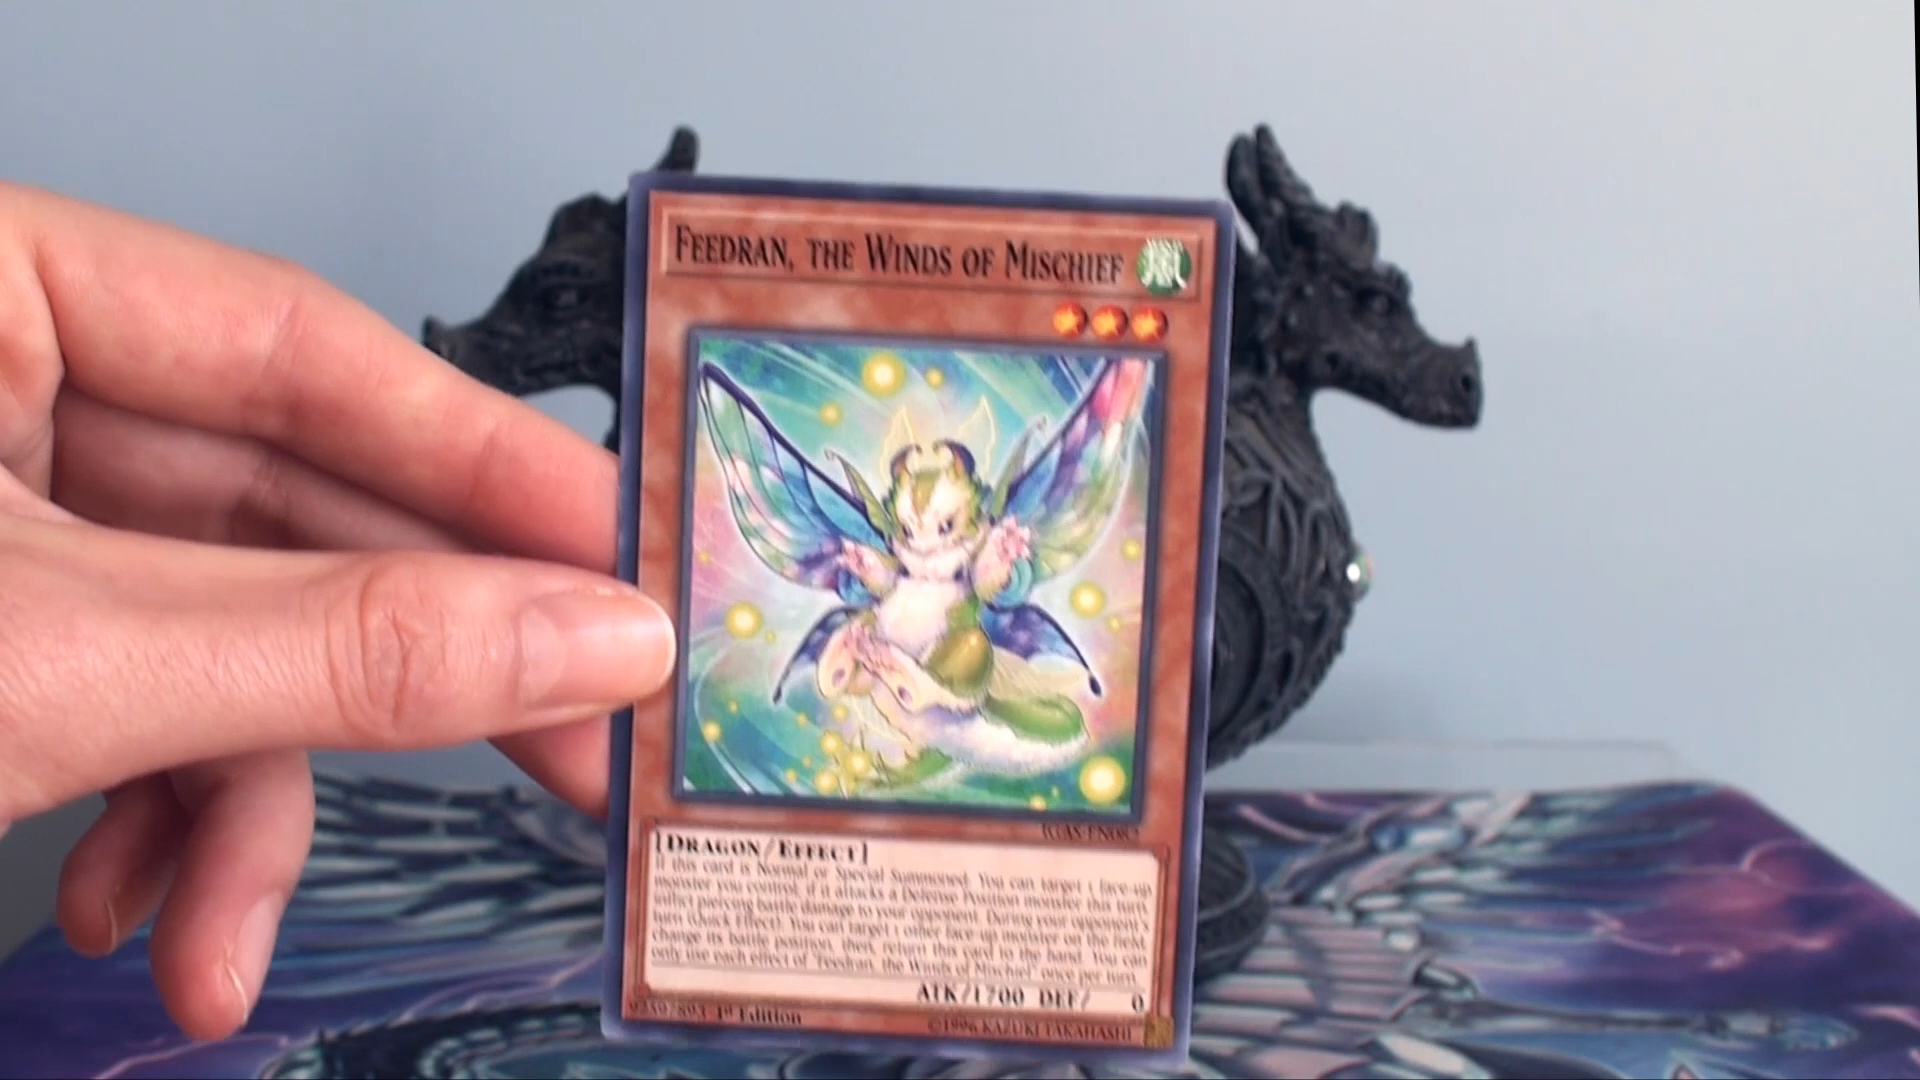 FEEDRAN, THE WINDS OF MISCHIEF
風
IGAS-EN082
[DRAGON/EFFECT]
If this card is Normal or Special Summoned: You can target 1 face-up
monster you control; if it attacks a Defense Position monster this turn,
inflict piercing battle damage to your opponent. During your opponent's
turn (Quick Effect): You can target 1 other face-up monster on the field;
change its battle position, then, return this card to the hand. You can
only use each effect of "Feedran, the Winds of Mischief" once per turn.
ATK/1700 DEF/ 0
1st Edition
©1996 KAZUKI TAKAHASHI